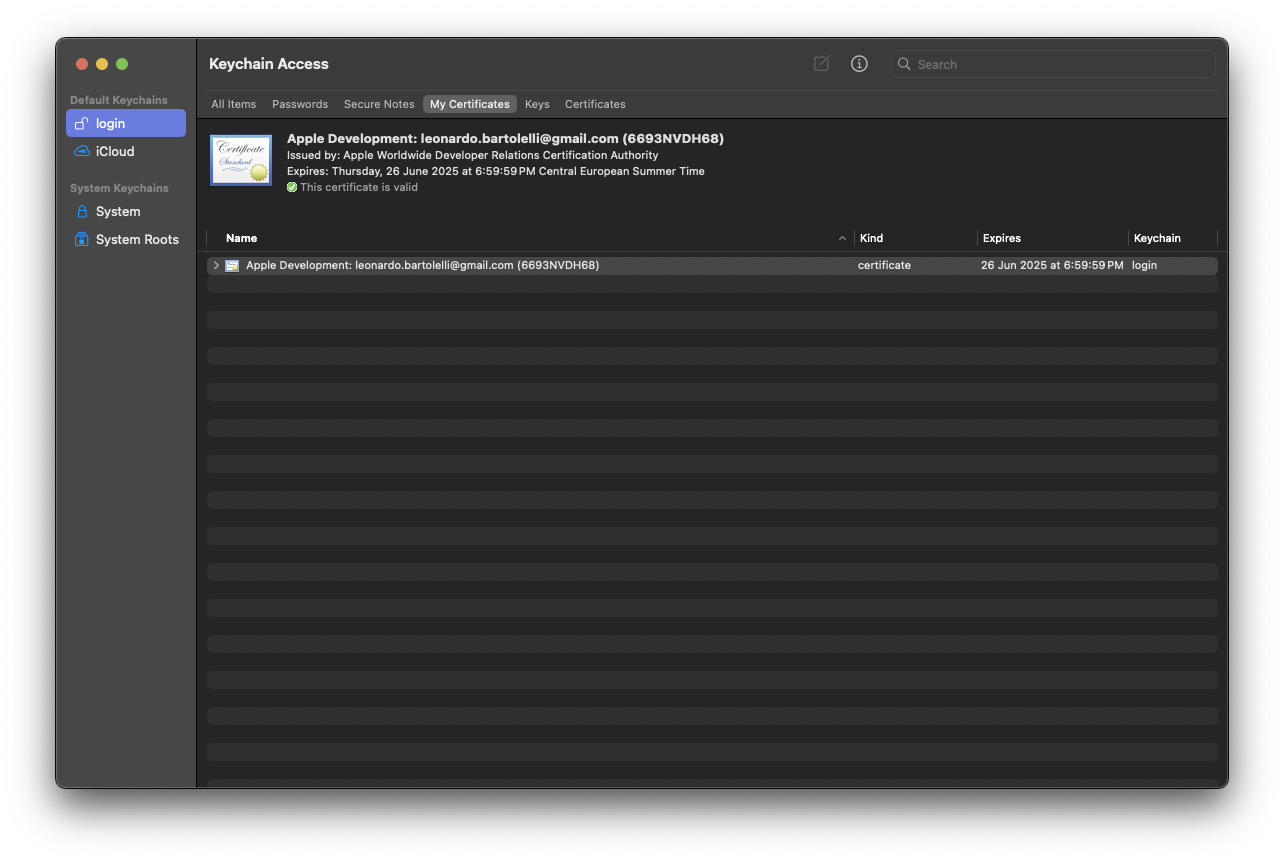 Keychain Access
Search
Default Keychains
login
iCloud
System Keychains
System
System Roots
All Items Passwords Secure Notes My Certificates Keys Certificates
Certificate
Standard
Apple Development: leonardo.bartolelli@gmail.com (6693NVDH68)
Issued by: Apple Worldwide Developer Relations Certification Authority
Expires: Thursday, 26 June 2025 at 6:59:59 PM Central European Summer Time
This certificate is valid
Name Kind Expires Keychain
Apple Development: leonardo.bartolelli@gmail.com (6693NVDH68) certificate 26 Jun 2025 at 6:59:59 PM login